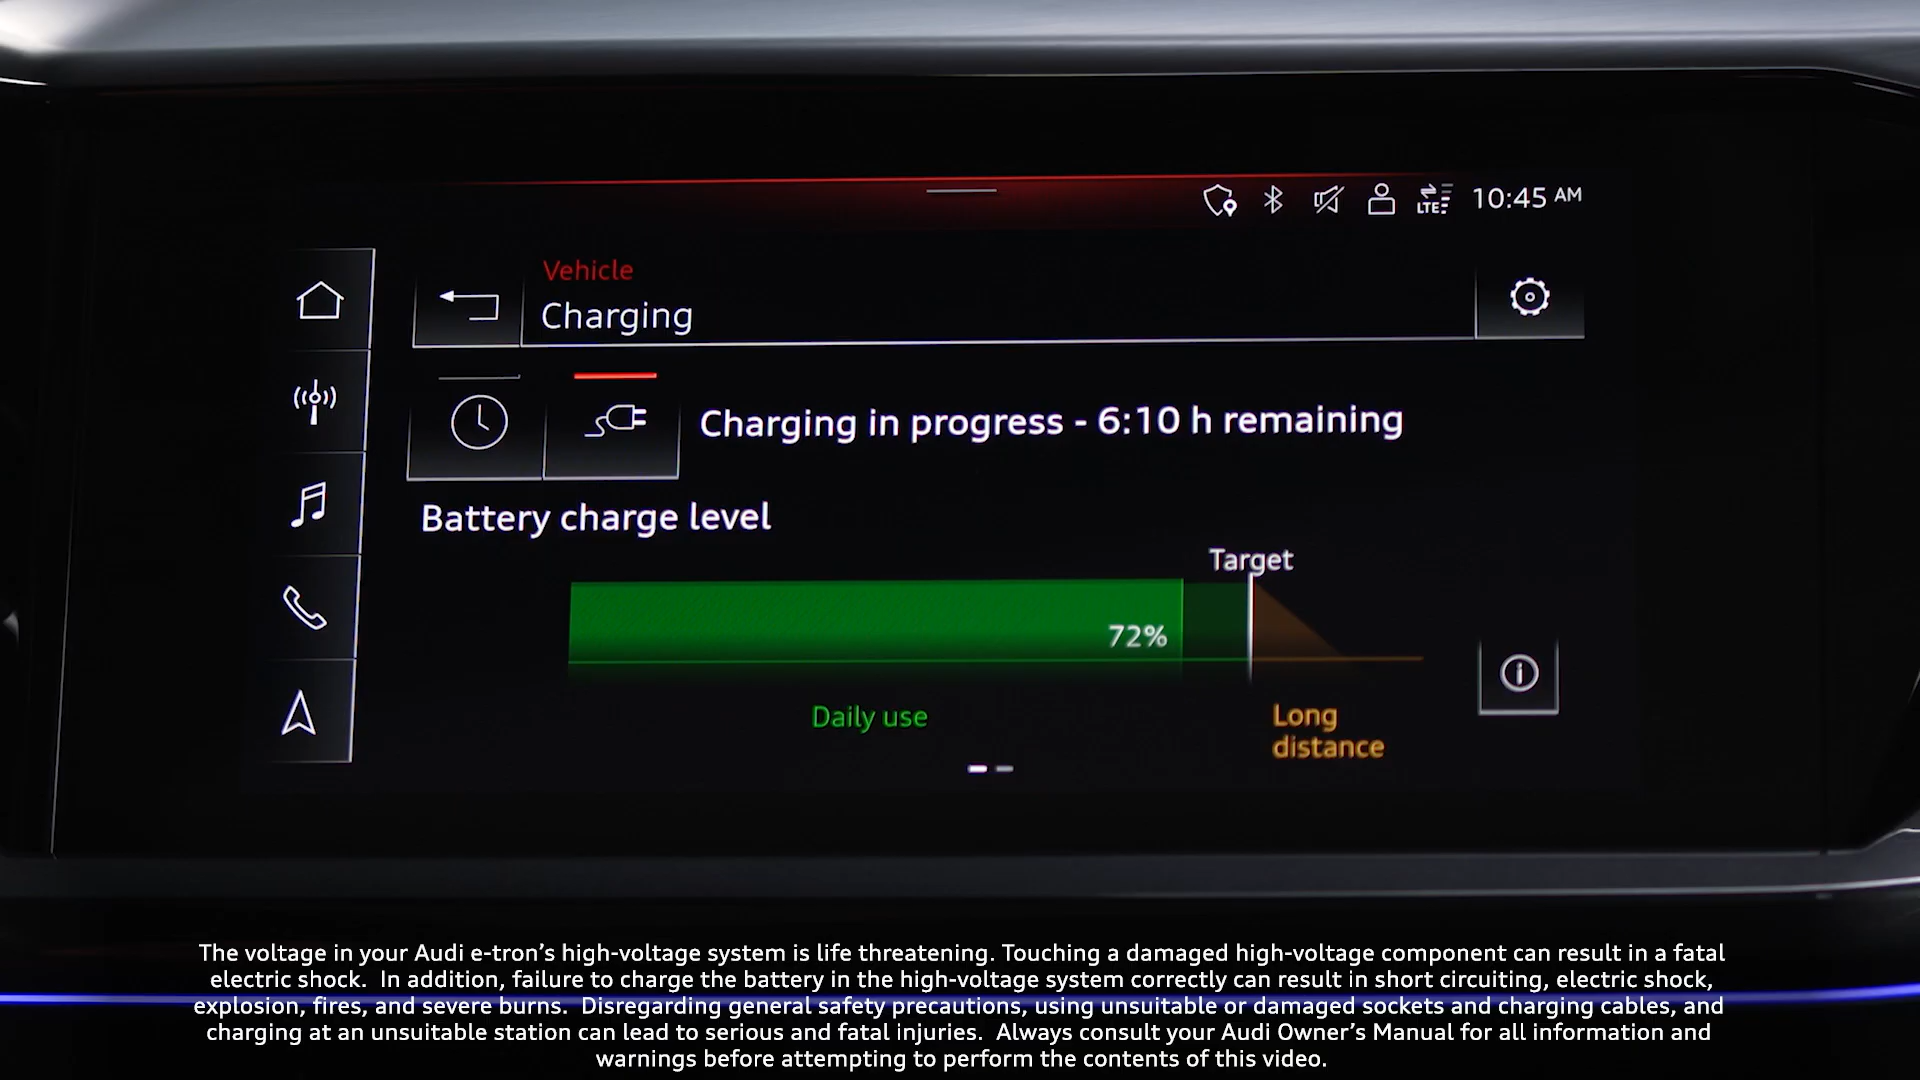 LTE 10:45 AM
Vehicle
Charging
Charging in progress - 6:10 h remaining
Battery charge level
Target
72%
Daily use
Long
distance
The voltage in your Audi e-tron’s high-voltage system is life threatening. Touching a damaged high-voltage component can result in a fatal
electric shock.  In addition, failure to charge the battery in the high-voltage system correctly can result in short circuiting, electric shock,
explosion, fires, and severe burns.  Disregarding general safety precautions, using unsuitable or damaged sockets and charging cables, and
charging at an unsuitable station can lead to serious and fatal injuries.  Always consult your Audi Owner’s Manual for all information and
warnings before attempting to perform the contents of this video.